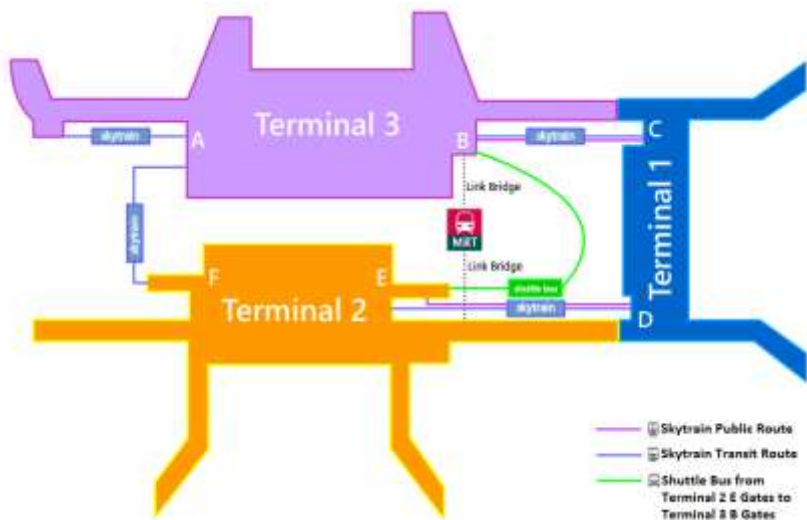 skytrain
A
Terminal 3
B
skytrain
C
Link Bridge
MRT
Link Bridge
skytrain
Terminal 1
F
E
shuttle bus
Terminal 2
skytrain
D
Skytrain Public Route
Skytrain Transit Route
Shuttle Bus from
Terminal 2 E Gates to
Terminal 3 B Gates